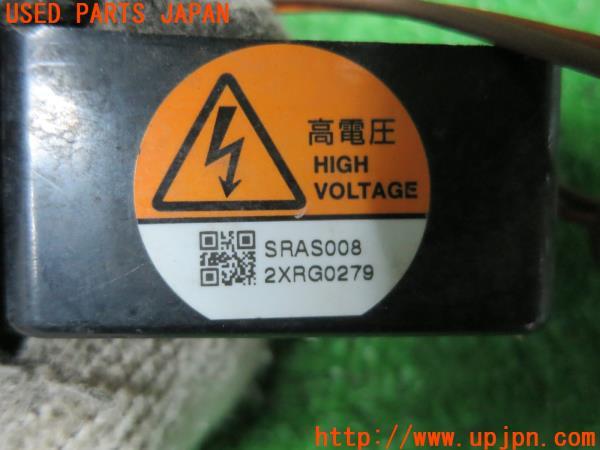 USED PARTS JAPAN
高電圧
HIGH
VOLTAGE
SRAS008
2XRG0279
http://www.upjpn.com